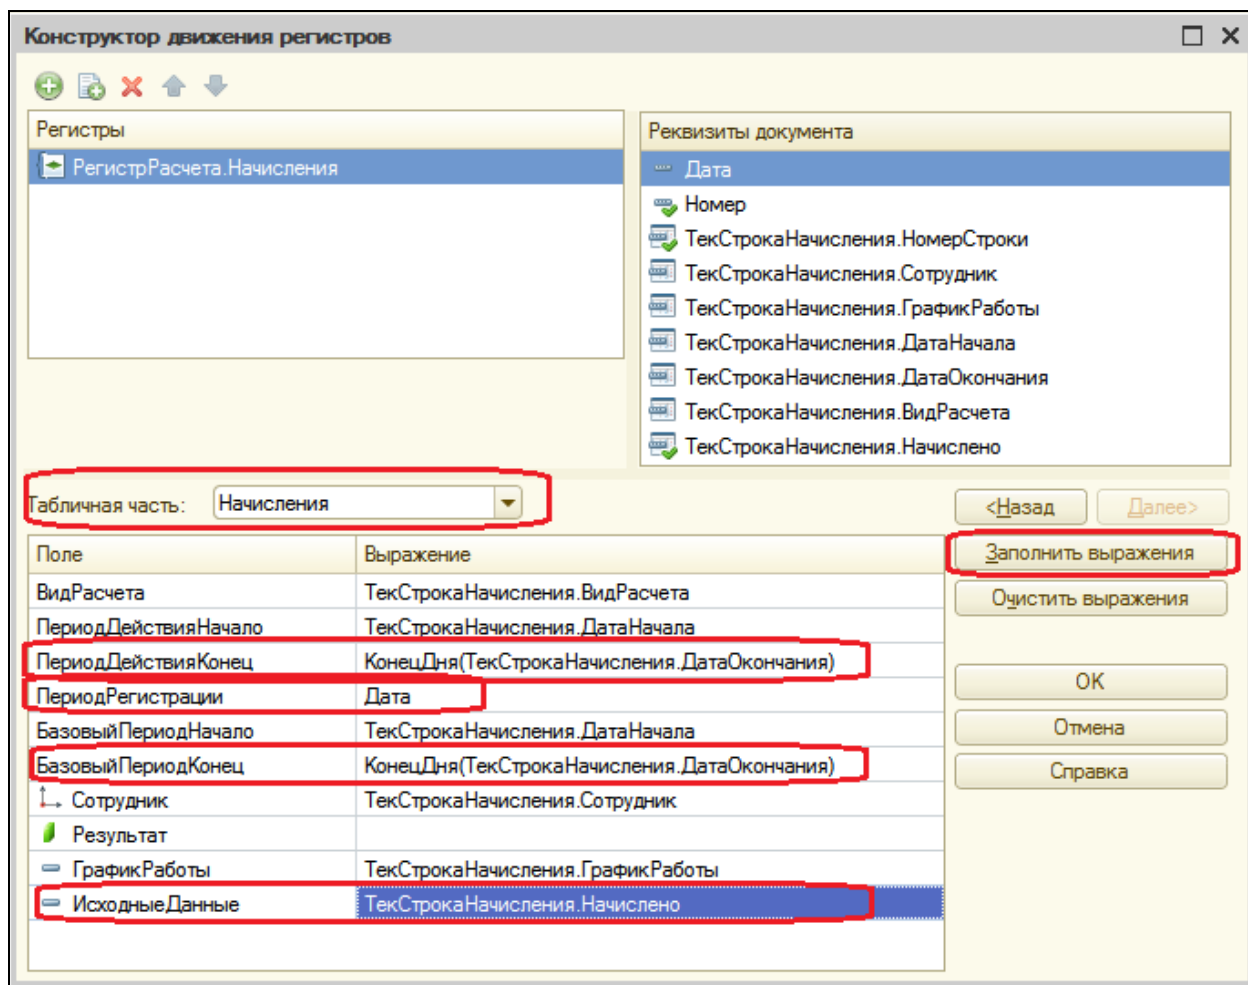 Конструктор движения регистров
Регистры
РегистрРасчета.Начисления
Реквизиты документа
Дата
Номер
ТекСтрокаНачисления.НомерСтроки
ТекСтрокаНачисления.Сотрудник
ТекСтрокаНачисления.ГрафикРаботы
ТекСтрокаНачисления.ДатаНачала
ТекСтрокаНачисления.ДатаОкончания
ТекСтрокаНачисления.ВидРасчета
ТекСтрокаНачисления.Начислено
Табличная часть: Начисления
<Назад Далее>
Поле Выражение
Заполнить выражения
ВидРасчета ТекСтрокаНачисления.ВидРасчета
Очистить выражения
ПериодДействияНачало ТекСтрокаНачисления.ДатаНачала
ПериодДействияКонец КонецДня(ТекСтрокаНачисления.ДатаОкончания)
ПериодРегистрации Дата
OK
БазовыйПериодНачало ТекСтрокаНачисления.ДатаНачала
Отмена
БазовыйПериодКонец КонецДня(ТекСтрокаНачисления.ДатаОкончания)
Справка
Сотрудник ТекСтрокаНачисления.Сотрудник
Результат
ГрафикРаботы ТекСтрокаНачисления.ГрафикРаботы
ИсходныеДанные ТекСтрокаНачисления.Начислено